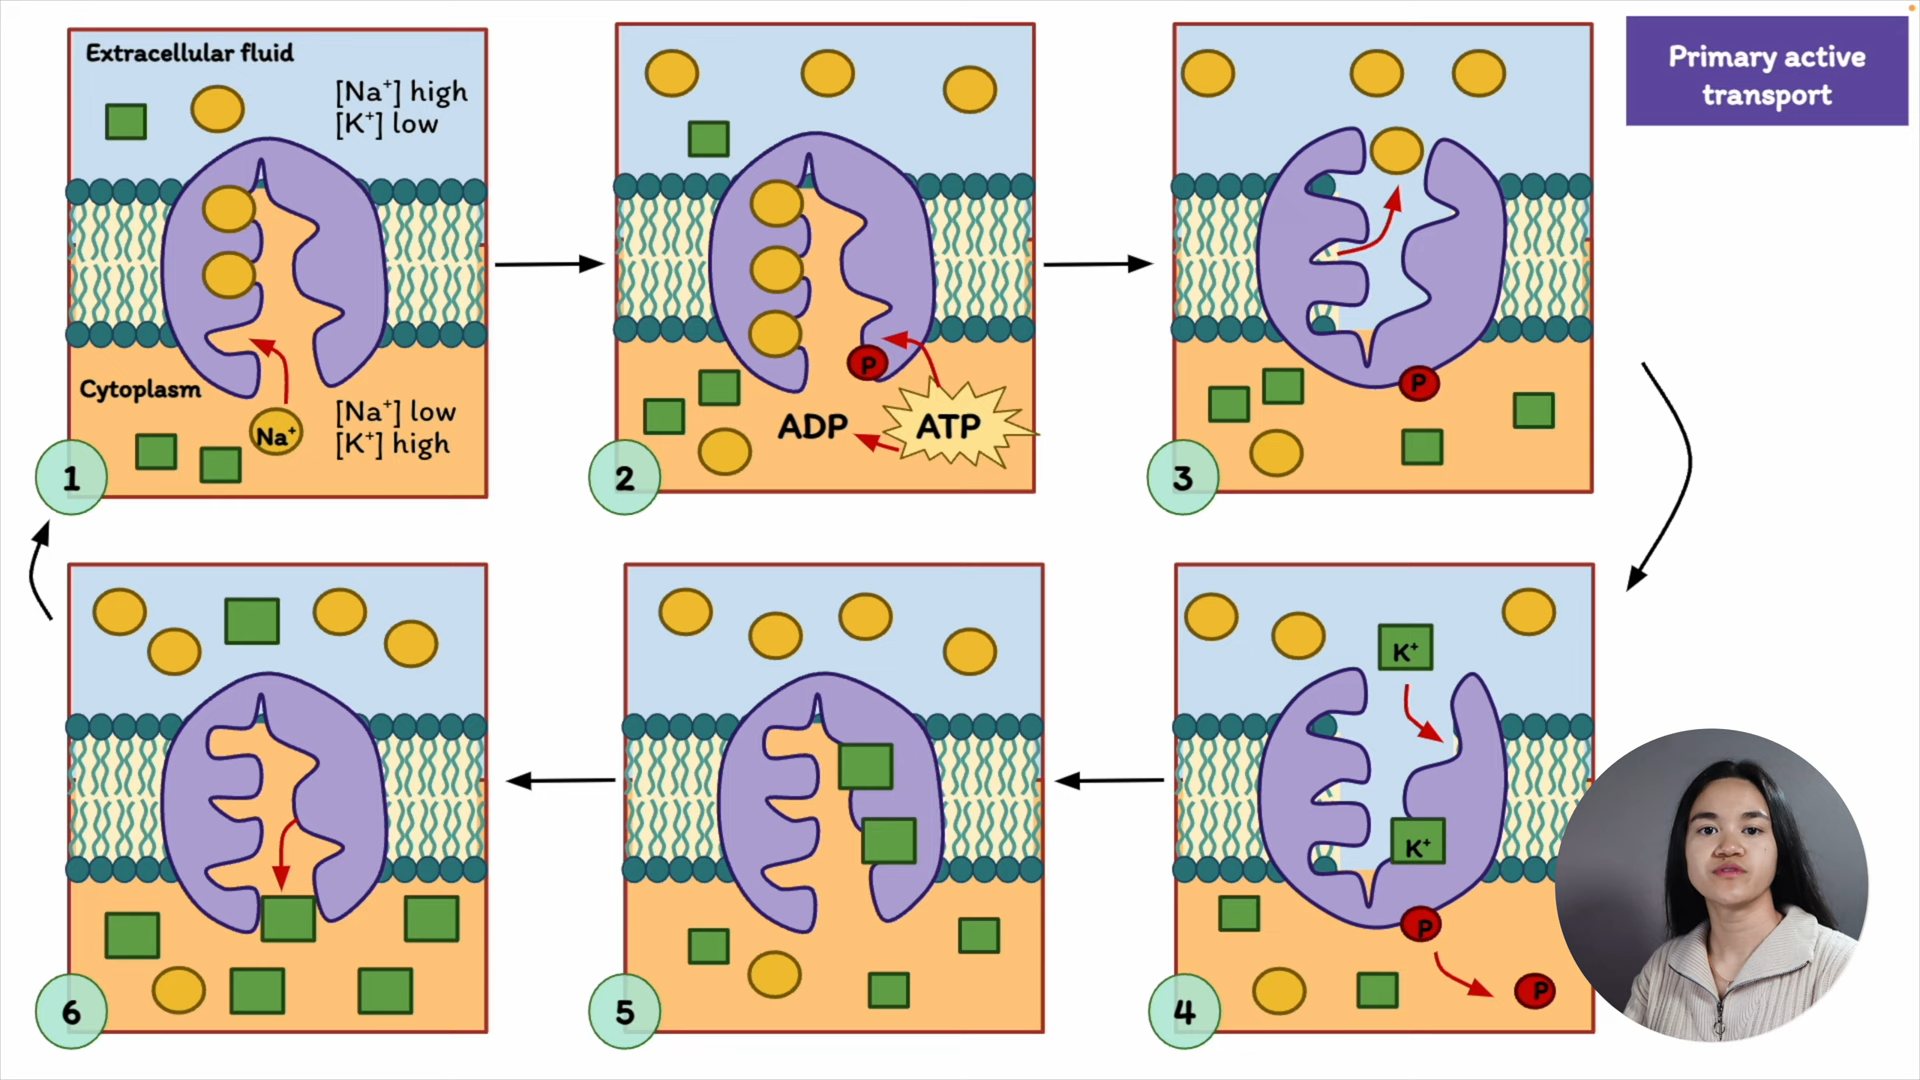 Primary active
transport
Extracellular fluid
[Na⁺] high
[K⁺] low
Cytoplasm
Na⁺
[Na⁺] low
[K⁺] high
1
P
ADP
ATP
2
P
3
K⁺
K⁺
P
P
4
5
6